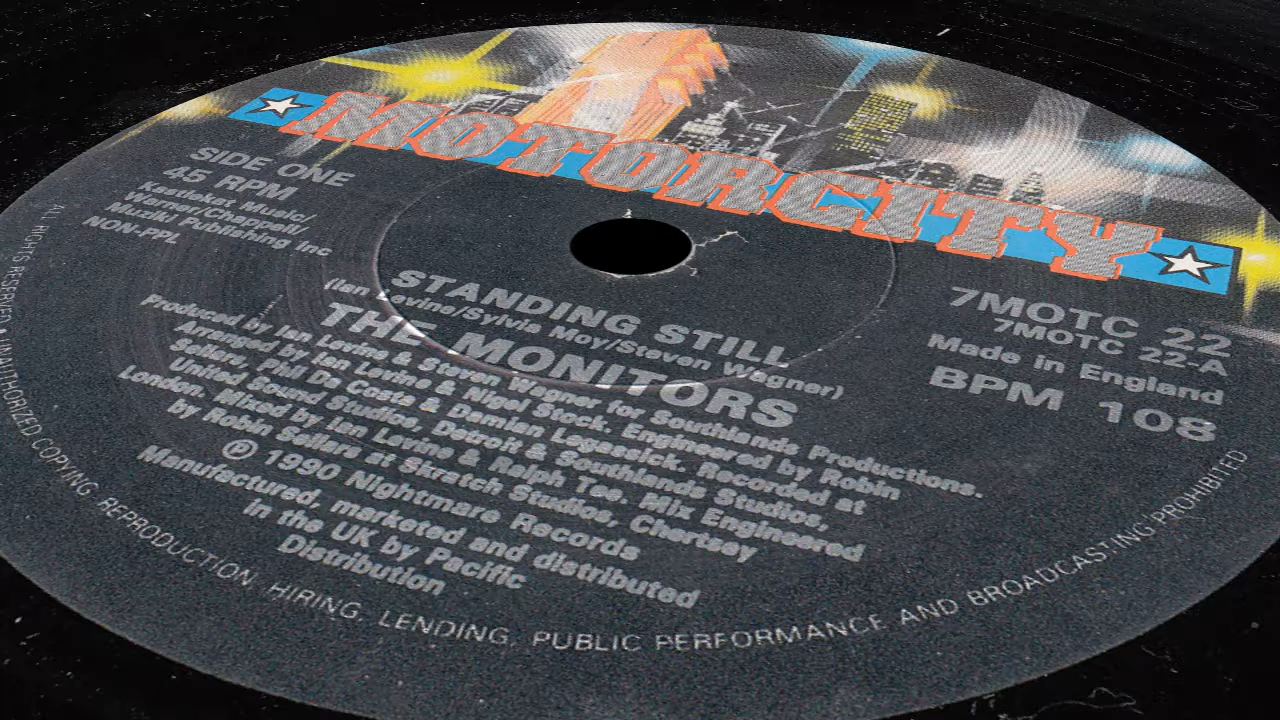 MOTORCITY
SIDE ONE
45 RPM
Kastnekat Music/
Warner/Chappell/
Muziki Publishing Inc
NON-PPL
7MOTC 22
7MOTC 22-A
Made in England
BPM 108
STANDING STILL
(Ian Levine/Sylvia Moy/Steven Wagner)
THE MONITORS
Produced by Ian Levine & Steven Wagner for Southlands Productions.
Arranged by Ian Levine & Nigel Stock. Engineered by Robin
Sellars, Phil Da Costa & Damian Legassick. Recorded at
United Sound Studios, Detroit & Southlands Studios,
London. Mixed by Ian Levine & Ralph Tee. Mix Engineered
by Robin Sellars at Skratch Studios, Chertsey
℗ 1990 Nightmare Records
Manufactured, marketed and distributed
in the UK by Pacific
Distribution
ALL RIGHTS RESERVED • UNAUTHORIZED COPYING, REPRODUCTION, HIRING, LENDING, PUBLIC PERFORMANCE AND BROADCASTING PROHIBITED